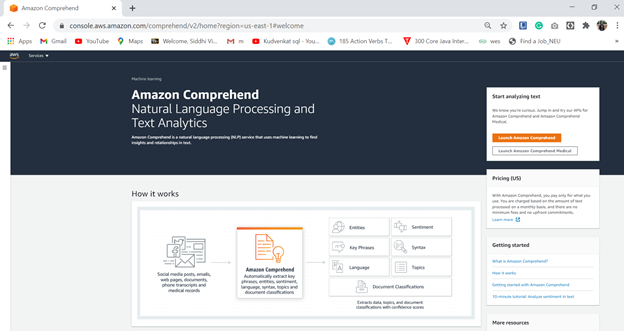 Amazon Comprehend
console.aws.amazon.com/comprehend/v2/home?region=us-east-1#welcome
Apps Gmail YouTube Maps Welcome, Siddhi Vi... m Kudvenkat sql - You... 185 Action Verbs T... 300 Core Java Inter... wes Find a Job_NEU
aws Services
Machine learning
Amazon Comprehend
Natural Language Processing and
Text Analytics
Amazon Comprehend is a natural language processing (NLP) service that uses machine learning to find
insights and relationships in text.
Start analyzing text
We know you're curious. Jump in and try our APIs for
Amazon Comprehend and Amazon Comprehend
Medical.
Launch Amazon Comprehend
Launch Amazon Comprehend Medical
Pricing (US)
With Amazon Comprehend, you pay only for what you
use. You are charged based on the amount of text
processed on a monthly basis, and there are no
minimum fees and no upfront commitments.
Learn more
How it works
Social media posts, emails,
web pages, documents,
phone transcripts and
medical records
Amazon Comprehend
Automatically extract key
phrases, entities, sentiment,
language, syntax, topics and
document classifications
Entities
Sentiment
Key Phrases
Syntax
Language
Topics
Document Classifications
Extracts data, topics, and document
classifications with confidence scores
Getting started
What is Amazon Comprehend?
How it works
Getting started with Amazon Comprehend
10-minute tutorial: Analyze sentiment in text
More resources